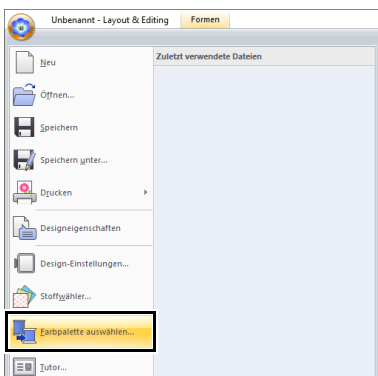 Unbenannt - Layout & Editing Formen
Zuletzt verwendete Dateien
Neu
Öffnen...
Speichern
Speichern unter...
Drucken
Designeigenschaften
Design-Einstellungen...
Stoffwähler...
Farbpalette auswählen...
Tutor...